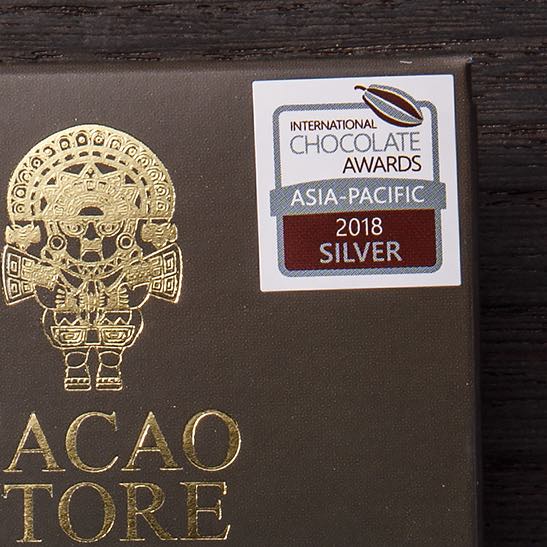 INTERNATIONAL
CHOCOLATE
AWARDS
ASIA-PACIFIC
2018
SILVER
ACAO
TORE